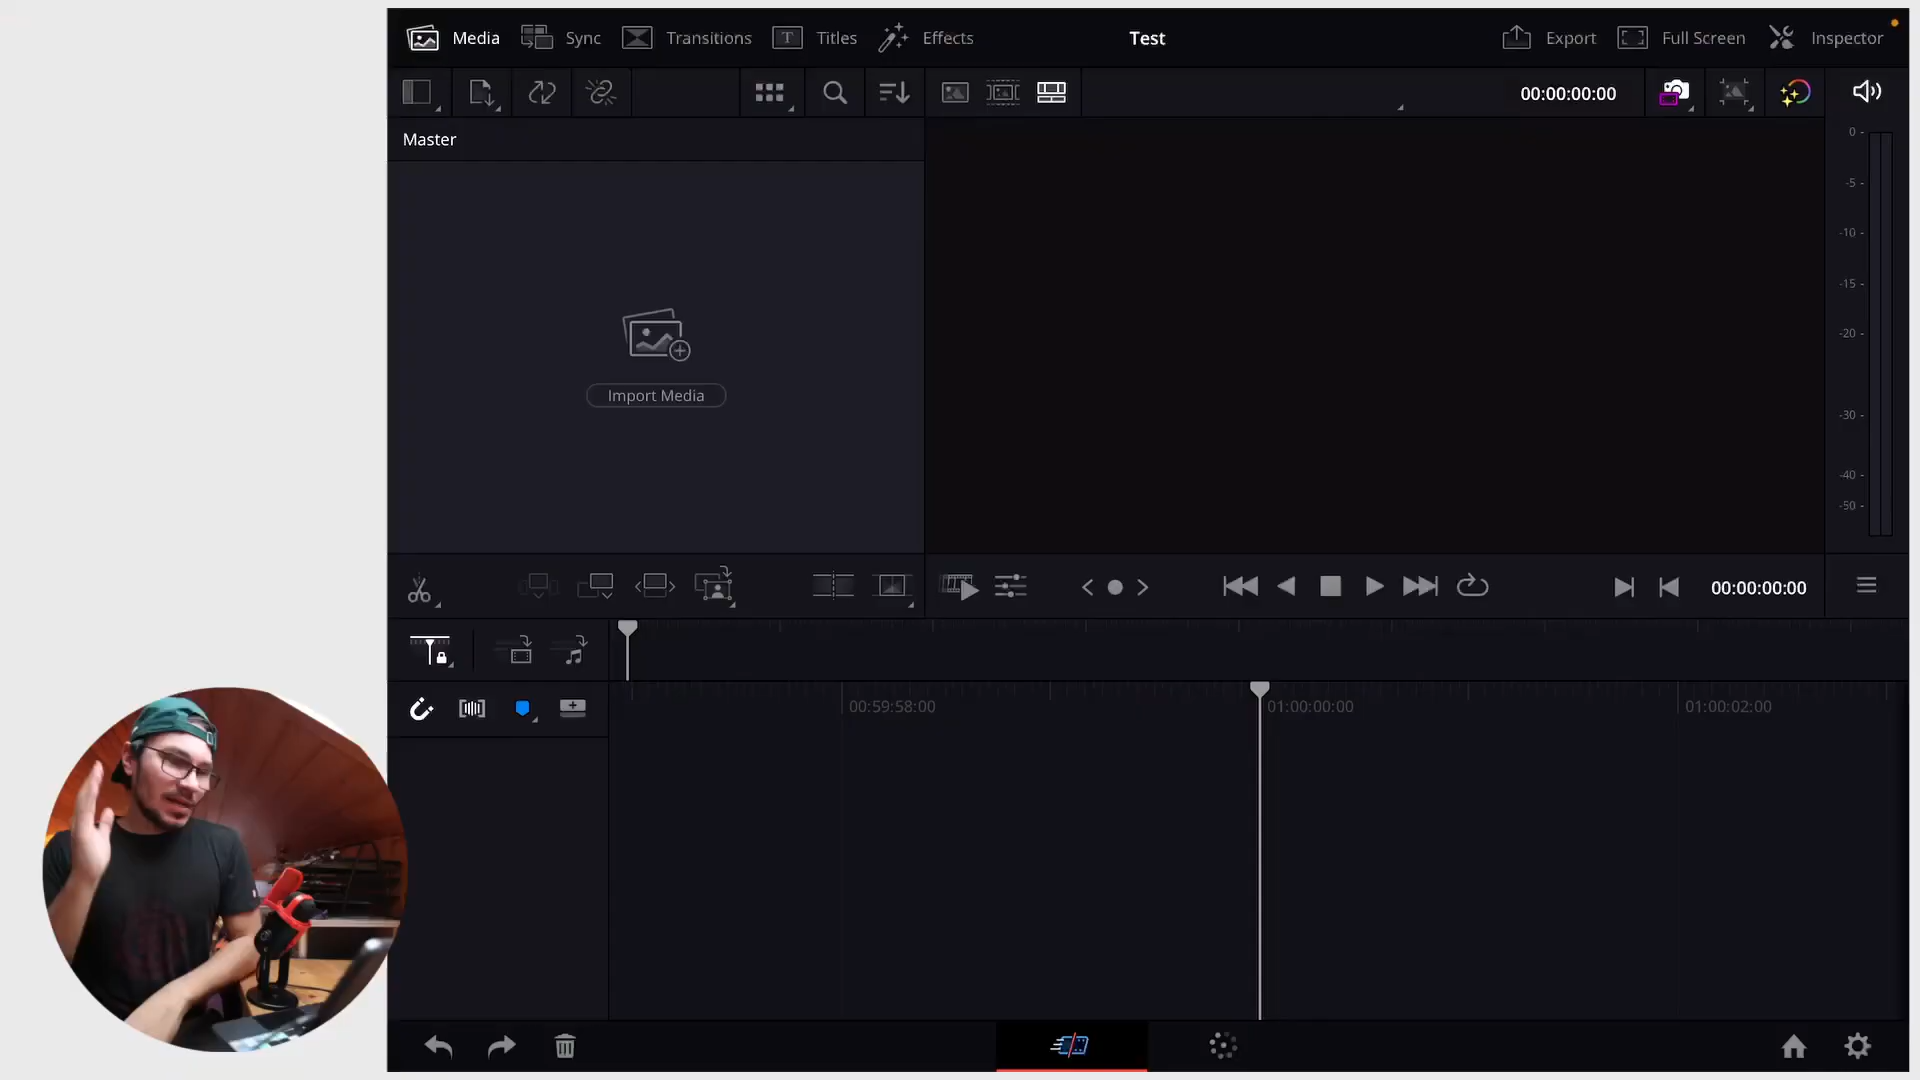 Media Sync Transitions T Titles Effects Test Export Full Screen Inspector
00:00:00:00
Master
0 -
-5 -
-10 -
-15 -
-20 -
-30 -
-40 -
-50 -
Import Media
00:00:00:00
00:59:58:00 01:00:00:00 01:00:02:00